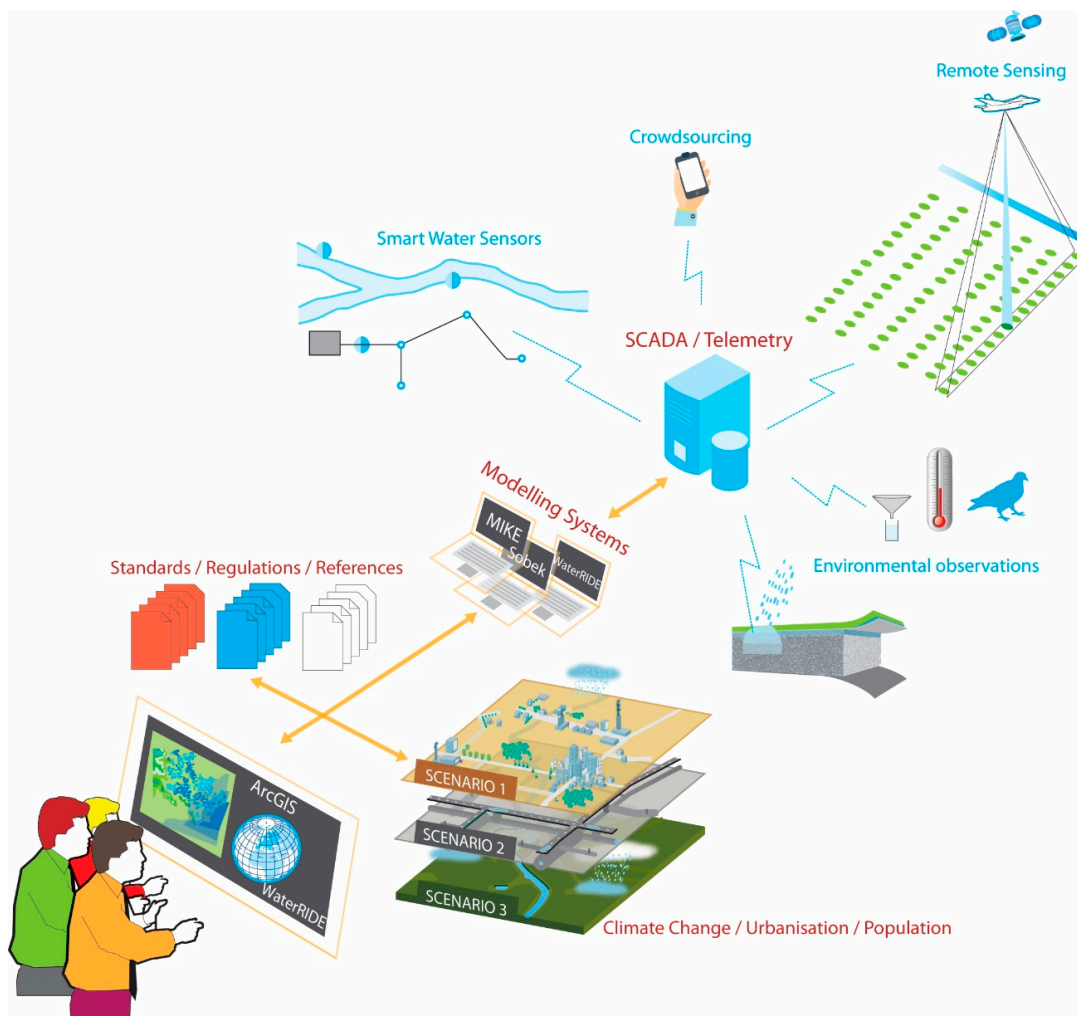 Remote Sensing
Crowdsourcing
Smart Water Sensors
SCADA / Telemetry
Modelling Systems
MIKE
Sobek
WaterRIDE
Environmental observations
Standards / Regulations / References
ArcGIS
WaterRIDE
SCENARIO 1
SCENARIO 2
SCENARIO 3
Climate Change / Urbanisation / Population